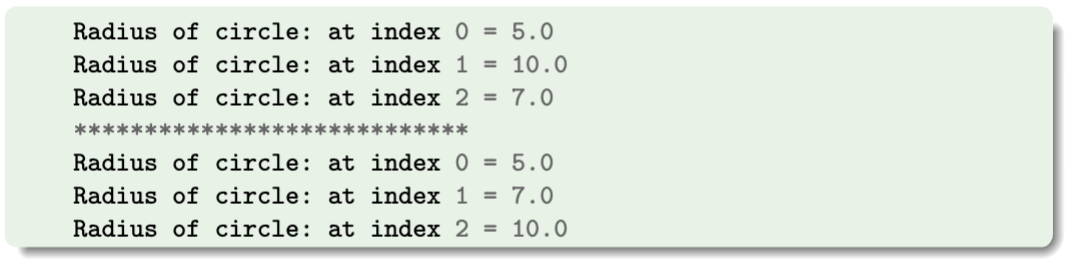 Radius of circle: at index 0 = 5.0
Radius of circle: at index 1 = 10.0
Radius of circle: at index 2 = 7.0
****************************
Radius of circle: at index 0 = 5.0
Radius of circle: at index 1 = 7.0
Radius of circle: at index 2 = 10.0